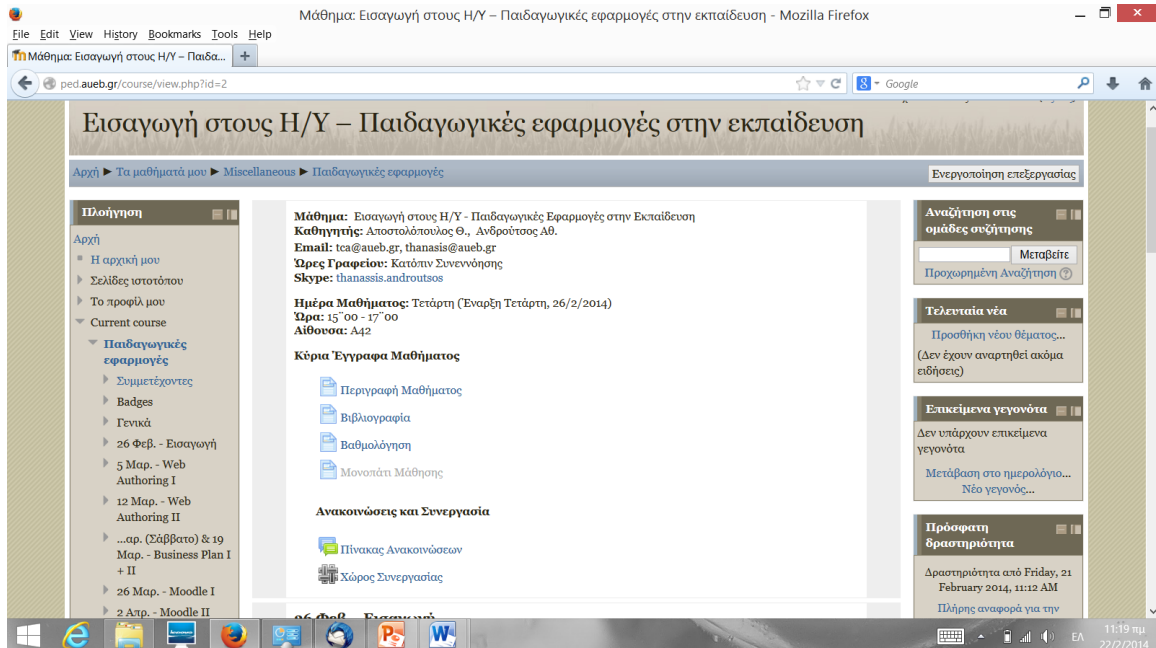 Μάθημα: Εισαγωγή στους Η/Υ – Παιδαγωγικές εφαρμογές στην εκπαίδευση - Mozilla Firefox
File Edit View History Bookmarks Tools Help
Μάθημα: Εισαγωγή στους Η/Υ – Παιδα...
ped.aueb.gr/course/view.php?id=2
Google
Εισαγωγή στους Η/Υ – Παιδαγωγικές εφαρμογές στην εκπαίδευση
Αρχή ► Τα μαθήματά μου ► Miscellaneous ► Παιδαγωγικές εφαρμογές
Ενεργοποίηση επεξεργασίας
Πλοήγηση
Αρχή
Η αρχική μου
Σελίδες ιστοτόπου
Το προφίλ μου
Current course
Παιδαγωγικές
εφαρμογές
Συμμετέχοντες
Badges
Γενικά
26 Φεβ. - Εισαγωγή
5 Μαρ. - Web
Authoring I
12 Μαρ. - Web
Authoring II
...αρ. (Σάββατο) & 19
Μαρ. - Business Plan I
+ II
26 Μαρ. - Moodle I
2 Απρ. - Moodle II
Μάθημα: Εισαγωγή στους Η/Υ - Παιδαγωγικές Εφαρμογές στην Εκπαίδευση
Καθηγητής: Αποστολόπουλος Θ., Ανδρούτσος Αθ.
Email: tca@aueb.gr, thanasis@aueb.gr
Ώρες Γραφείου: Κατόπιν Συνεννόησης
Skype: thanassis.androutsos
Ημέρα Μαθήματος: Τετάρτη (Έναρξη Τετάρτη, 26/2/2014)
Ώρα: 15¨00 - 17¨00
Αίθουσα: Α42
Κύρια Έγγραφα Μαθήματος
Περιγραφή Μαθήματος
Βιβλιογραφία
Βαθμολόγηση
Μονοπάτι Μάθησης
Ανακοινώσεις και Συνεργασία
Πίνακας Ανακοινώσεων
Χώρος Συνεργασίας
26 Φεβ. - Εισαγωγή
Αναζήτηση στις
ομάδες συζήτησης
Μεταβείτε
Προχωρημένη Αναζήτηση
Τελευταία νέα
Προσθήκη νέου θέματος...
(Δεν έχουν αναρτηθεί ακόμα
ειδήσεις)
Επικείμενα γεγονότα
Δεν υπάρχουν επικείμενα
γεγονότα
Μετάβαση στο ημερολόγιο...
Νέο γεγονός...
Πρόσφατη
δραστηριότητα
Δραστηριότητα από Friday, 21
February 2014, 11:12 AM
Πλήρης αναφορά για την
ΕΛ
11:19 πμ
22/2/2014